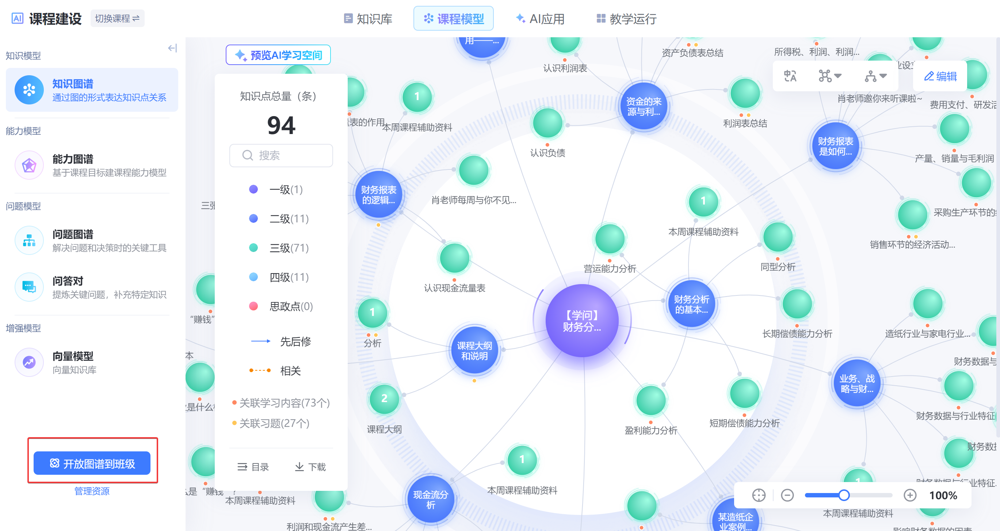 AI 课程建设 切换课程
知识库
课程模型
AI应用
教学运行
知识模型
知识图谱
通过图的形式表达知识点关系
能力模型
能力图谱
基于课程目标建课程能力模型
问题模型
问题图谱
解决问题和决策时的关键工具
问答对
提炼关键问题，补充特定知识
增强模型
向量模型
向量知识库
开放图谱到班级
管理资源
预览AI学习空间
知识点总量（条）
94
搜索
一级(1)
二级(11)
三级(71)
四级(11)
思政点(0)
先后修
相关
关联学习内容(73个)
关联习题(27个)
目录
下载
编辑
用——...
认识利润表
资产负债表总结
所得税、利润、利润...
业设立
肖老师邀你来听课啦~
费用支付、研发活
1
表的作用
本周课程辅助资料
资金的来
源与利...
利润表总结
认识负债
财务报表
是如何...
产量、销量与毛利润
采购生产环节的
销售环节的经济活动...
财务报表
的逻辑...
肖老师每周与你不见...
三张
1
本周课程辅助资料
营运能力分析
同型分析
认识现金流量表
“赚钱”
1
分析
本
课程大纲
和说明
【学问】
财务分...
财务分析
的基本...
长期偿债能力分析
造纸行业与家电行业...
财务数据与
业务、战
略与财...
2
课程大纲
是什么
盈利能力分析
短期偿债能力分析
财务数据与行业特征
财务数据
1
本周课程辅助资料
么是“赚钱”？
本周课程辅助资料
现金流分
析
利润和现金流产生差...
某造纸企
业案例...
1
财务数据与行业特征...
本周课程辅助资料
影响财务数据的因素
100%